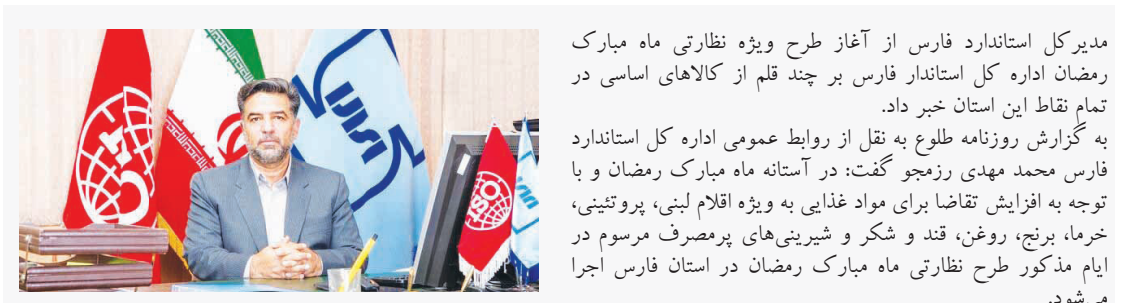 مدیرکل استاندارد فارس از آغاز طرح ویژه نظارتی ماه مبارک
رمضان اداره کل استاندار فارس بر چند قلم از کالاهای اساسی در
تمام نقاط این استان خبر داد.
به گزارش روزنامه طلوع به نقل از روابط عمومی اداره کل استاندارد
فارس محمد مهدی رزمجو گفت: در آستانه ماه مبارک رمضان و با
توجه به افزایش تقاضا برای مواد غذایی به ویژه اقلام لبنی، پروتئینی،
خرما، برنج، روغن، قند و شکر و شیرینی‌های پرمصرف مرسوم در
ایام مذکور طرح نظارتی ماه مبارک رمضان در استان فارس اجرا
می‌شود.
ISO